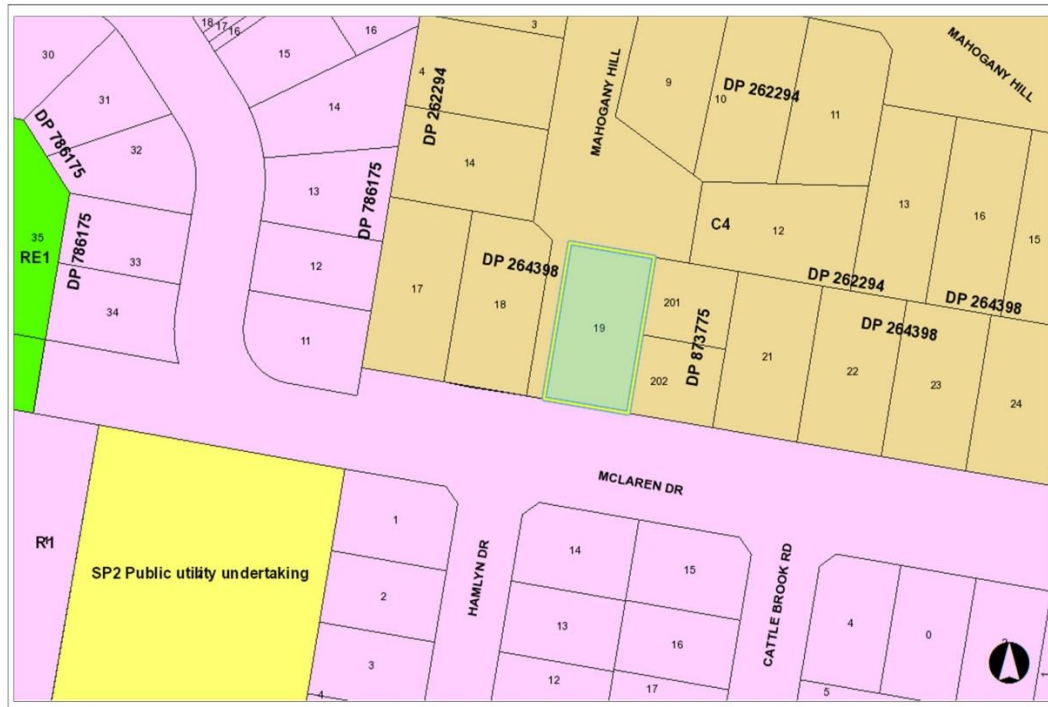 18
17
16
15
16
30
31
32
14
13
12
11
33
34
35
RE1
DP 786175
DP 786175
DP 786175
3
4
DP 262294
14
17
18
DP 264398
19
MAHOGANY HILL
9
10
DP 262294
11
MAHOGANY HILL
C4
12
13
16
15
DP 262294
DP 264398
201
202
DP 873775
21
DP 264398
22
23
24
MCLAREN DR
SP2 Public utility undertaking
1
2
3
4
HAMLYN DR
14
15
13
16
12
17
CATTLE BROOK RD
4
0
5